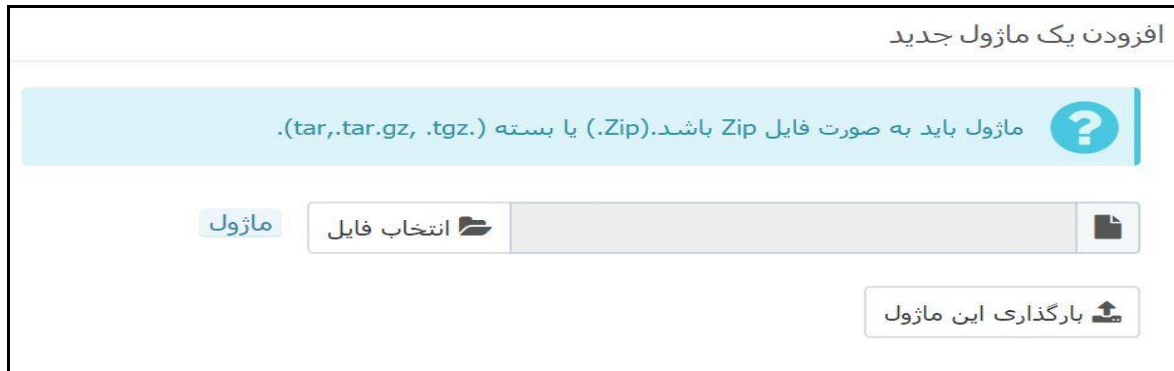 افزودن یک ماژول جدید
ماژول باید به صورت فایل Zip باشد.(Zip.) یا بسته (.tar,.tar.gz, .tgz).
انتخاب فایل ماژول
بارگذاری این ماژول